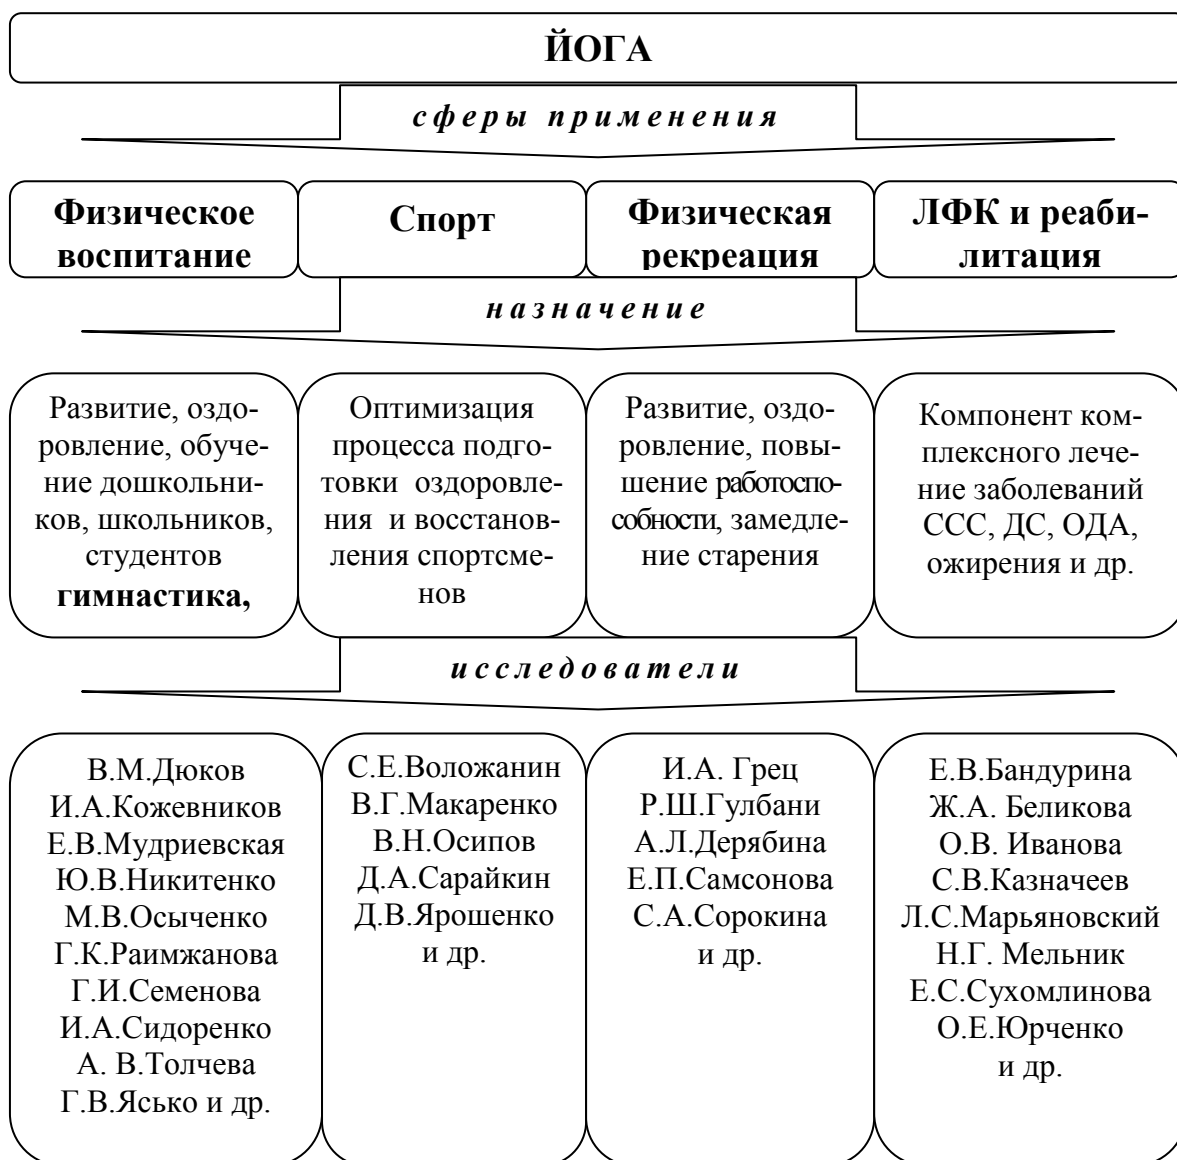 ЙОГА
сферы применения
Физическое
воспитание
Спорт
Физическая
рекреация
ЛФК и реаби-
литация
назначение
Развитие, оздо-
ровление, обуче-
ние дошкольни-
ков, школьников,
студентов
гимнастика,
Оптимизация
процесса подго-
товки оздоровле-
ния и восстанов-
ления спортсме-
нов
Развитие, оздо-
ровление, повы-
шение работоспо-
собности, замедле-
ние старения
Компонент ком-
плексного лече-
ние заболеваний
ССС, ДС, ОДА,
ожирения и др.
исследователи
В.М.Дюков
И.А.Кожевников
Е.В.Мудриевская
Ю.В.Никитенко
М.В.Осыченко
Г.К.Раимжанова
Г.И.Семенова
И.А.Сидоренко
А. В.Толчева
Г.В.Ясько и др.
С.Е.Воложанин
В.Г.Макаренко
В.Н.Осипов
Д.А.Сарайкин
Д.В.Ярошенко
и др.
И.А. Грец
Р.Ш.Гулбани
А.Л.Дерябина
Е.П.Самсонова
С.А.Сорокина
и др.
Е.В.Бандурина
Ж.А. Беликова
О.В. Иванова
С.В.Казначеев
Л.С.Марьяновский
Н.Г. Мельник
Е.С.Сухомлинова
О.Е.Юрченко
и др.